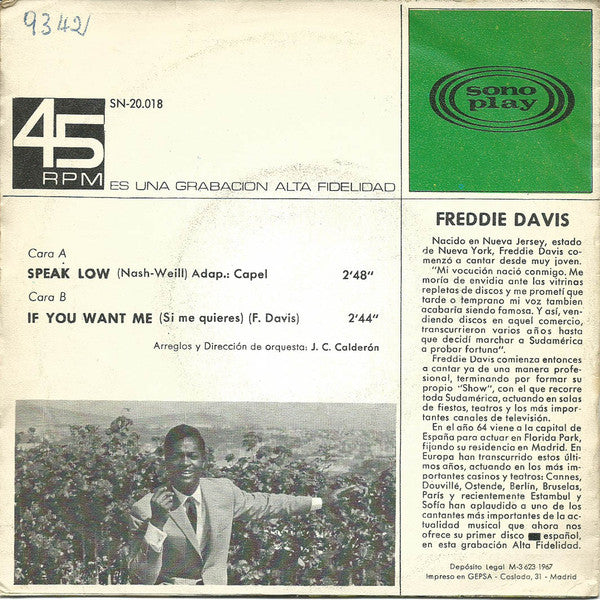 9342
SN-20.018
45
RPM
ES UNA GRABACION ALTA FIDELIDAD
sono
play
Cara A
SPEAK LOW (Nash-Weill) Adap.: Capel 2'48"
Cara B
IF YOU WANT ME (Si me quieres) (F. Davis) 2'44"
Arreglos y Dirección de orquesta: J. C. Calderón
FREDDIE DAVIS
Nacido en Nueva Jersey, estado
de Nueva York, Freddie Davis co-
menzó a cantar desde muy joven.
"Mi vocación nació conmigo. Me
moría de envidia ante las vitrinas
repletas de discos y me prometí que
tarde o temprano mi voz tambien
acabaría siendo famosa. Y así, ven-
diendo discos en aquel comercio,
transcurrieron varios años hasta
que decidí marchar a Sudamérica
a probar fortuna".
Freddie Davis comienza entonces
a cantar ya de una manera profe-
sional, terminando por formar su
propio "Show", con el que recorre
toda Sudamérica, actuando en salas
de fiestas, teatros y los más impor-
tantes canales de televisión.
En el año 64 viene a la capital de
España para actuar en Florida Park,
fijando su residencia en Madrid. En
Europa han transcurrido estos últi-
mos años, actuando en los más im-
portantes casinos y teatros: Cannes,
Douvillé, Ostende, Berlín, Bruselas,
París y recientemente Estambul y
Sofía han aplaudido a uno de los
cantantes más importantes de la ac-
tualidad musical que ahora nos
ofrece su primer disco español,
en esta grabación Alta Fidelidad.
Depósito Legal M-3 623 1967
Impreso en GEPSA - Coslada, 31 - Madrid